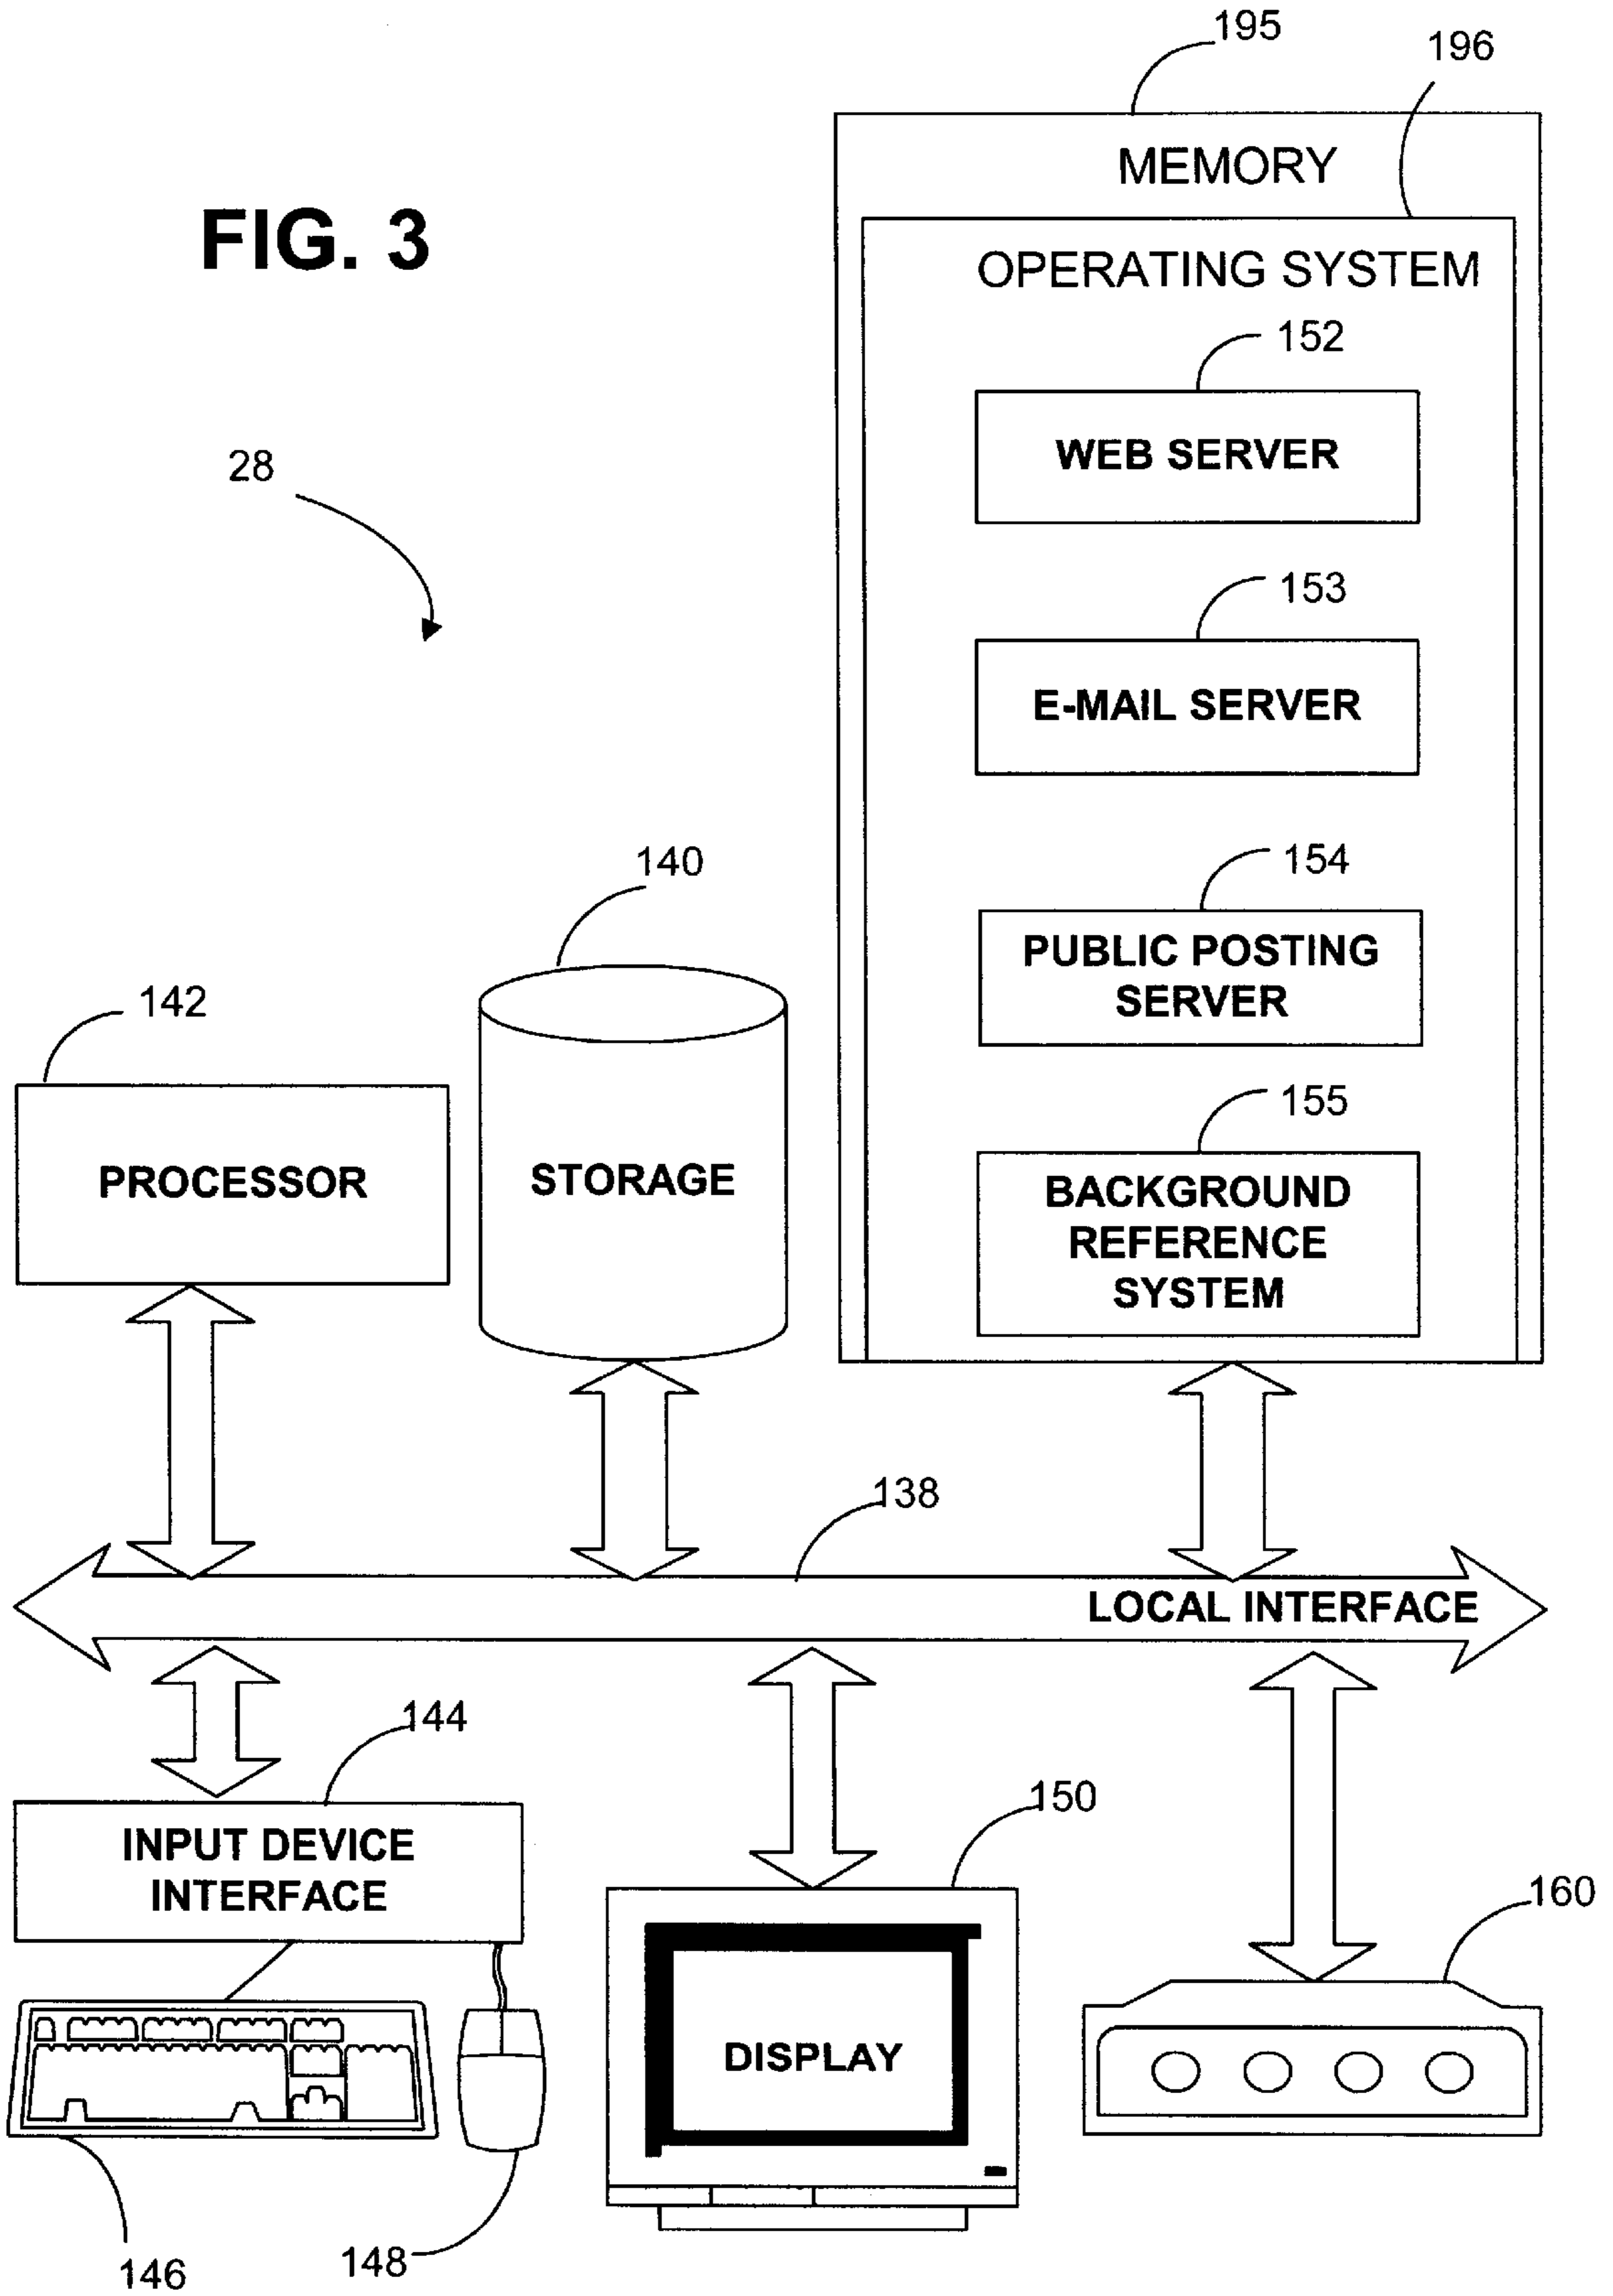 195
196
MEMORY
FIG. 3
OPERATING SYSTEM
152
WEB SERVER
28
153
E-MAIL SERVER
140
154
PUBLIC POSTING
SERVER
142
155
PROCESSOR
STORAGE
BACKGROUND
REFERENCE
SYSTEM
138
LOCAL INTERFACE
144
150
INPUT DEVICE
INTERFACE
160
DISPLAY
146
148